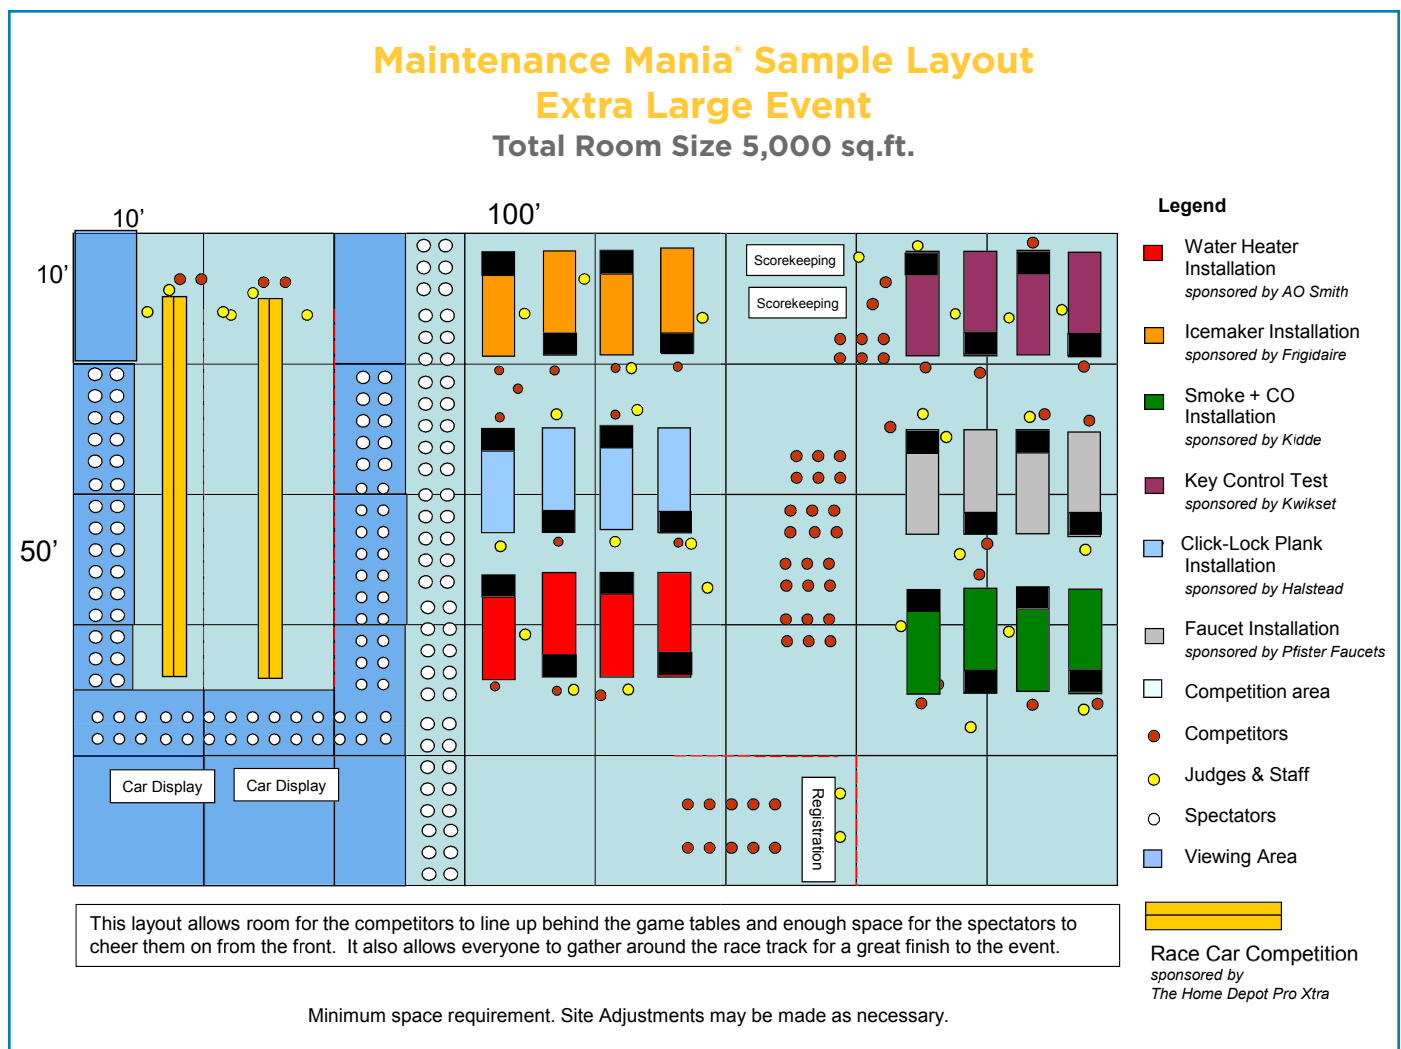 Maintenance Mania® Sample Layout
Extra Large Event
Total Room Size 5,000 sq.ft.
10’
100’
10’
50’
Scorekeeping
Scorekeeping
Car Display
Car Display
Registration
Legend
Water Heater
Installation
sponsored by AO Smith
Icemaker Installation
sponsored by Frigidaire
Smoke + CO
Installation
sponsored by Kidde
Key Control Test
sponsored by Kwikset
Click-Lock Plank
Installation
sponsored by Halstead
Faucet Installation
sponsored by Pfister Faucets
Competition area
Competitors
Judges & Staff
Spectators
Viewing Area
Race Car Competition
sponsored by
The Home Depot Pro Xtra
This layout allows room for the competitors to line up behind the game tables and enough space for the spectators to
cheer them on from the front.  It also allows everyone to gather around the race track for a great finish to the event.
Minimum space requirement. Site Adjustments may be made as necessary.